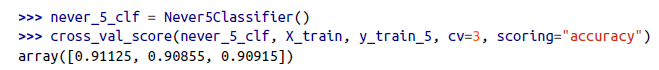 >>> never_5_clf = Never5Classifier()
>>> cross_val_score(never_5_clf, X_train, y_train_5, cv=3, scoring="accuracy")
array([0.91125, 0.90855, 0.90915])